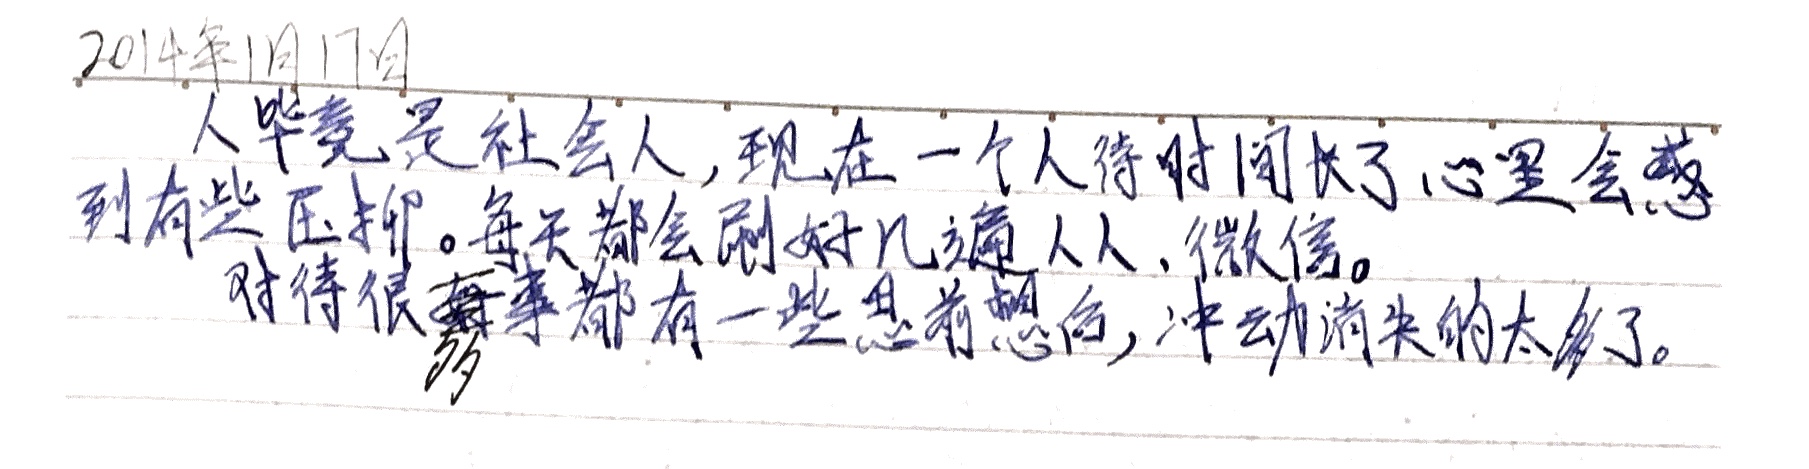 2014年1月17日
人毕竟是社会人，现在一个人待时间长了心里会感
到有些压抑。每天都会刷好几遍人人、微信。
对待很多事都有一些思前想后，冲动消失的太多了。